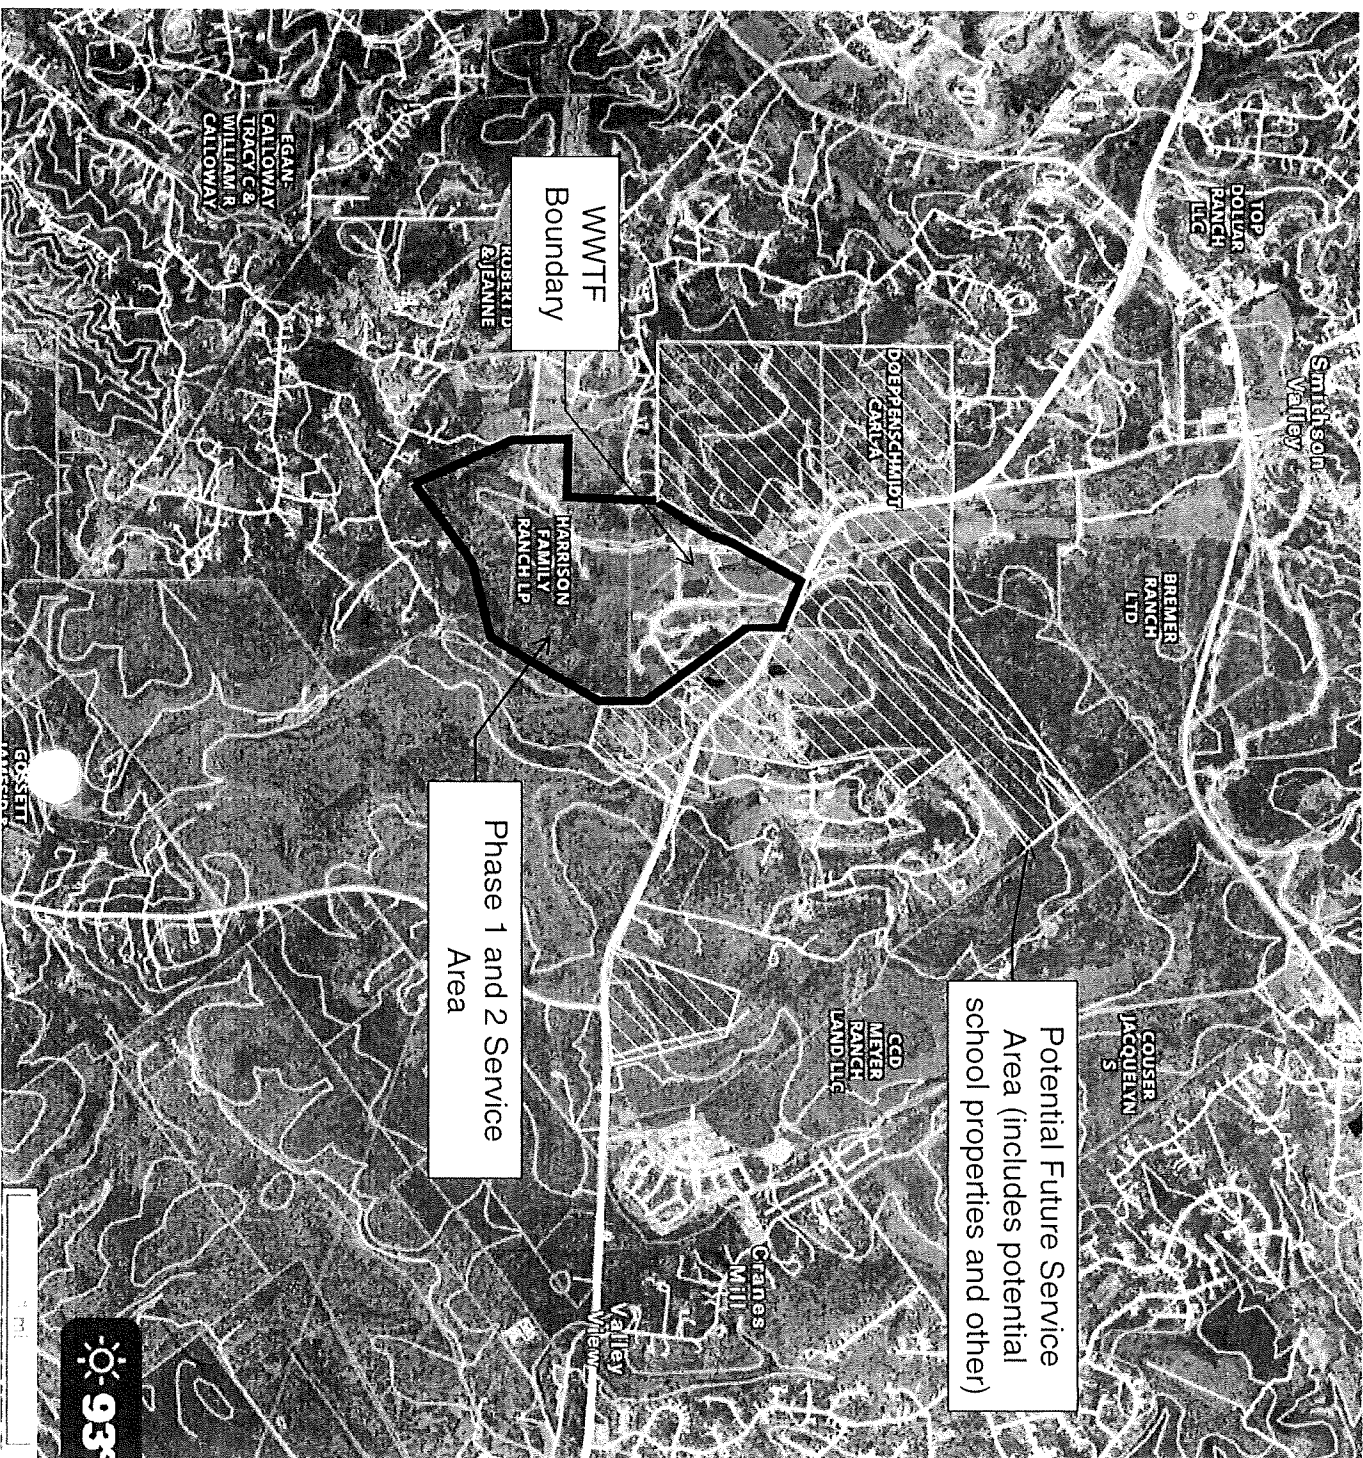 Smithson
Valley
TOP
DOLLAR
RANCH
LLC
BREMER
RANCH
LTD
COUSER
JACQUELYN
S
Potential Future Service
Area (includes potential
school properties and other)
DOEPPENSCHMIDT
CARL A
CCD
MEYER
RANCH
LAND LLC
Cranes
Mill
WWTF
Boundary
Valley
View
HARRISON
FAMILY
RANCH LP
ROBERT D
& JEANNE
Phase 1 and 2 Service
Area
EGAN-
CALLOWAY
TRACY C &
WILLIAM R
CALLOWAY
GOSSETT
93°